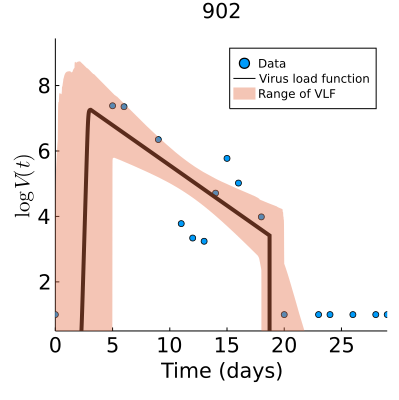 902
Data
Virus load function
Range of VLF
log V(t)
8
6
4
2
0 5 10 15 20 25
Time (days)